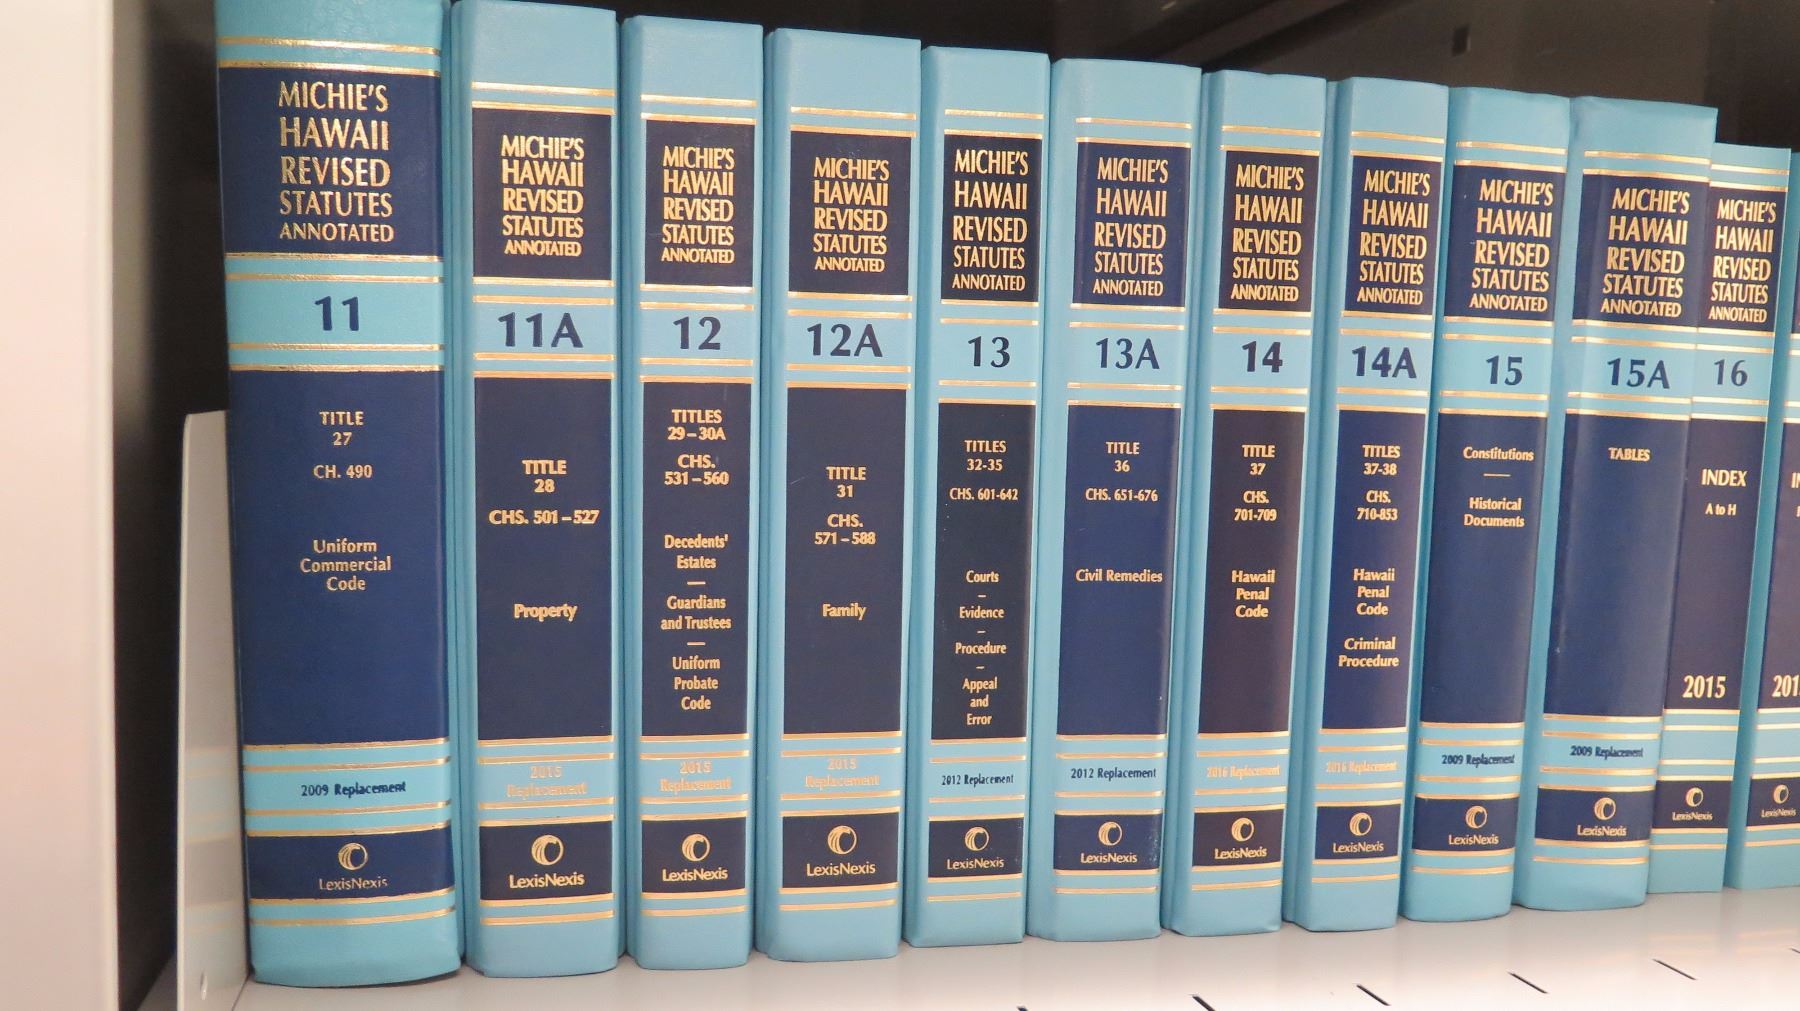 MICHIE'S
HAWAII
REVISED
STATUTES
ANNOTATED
11
TITLE
27
CH. 490
Uniform
Commercial
Code
2009 Replacement
LexisNexis
MICHIE'S
HAWAII
REVISED
STATUTES
ANNOTATED
11A
TITLE
28
CHS. 501–527
Property
2015
Replacement
LexisNexis
MICHIE'S
HAWAII
REVISED
STATUTES
ANNOTATED
12
TITLES
29–30A
CHS.
531–560
Decedents'
Estates
—
Guardians
and Trustees
—
Uniform
Probate
Code
2015
Replacement
LexisNexis
MICHIE'S
HAWAII
REVISED
STATUTES
ANNOTATED
12A
TITLE
31
CHS.
571–588
Family
2015
Replacement
LexisNexis
MICHIE'S
HAWAII
REVISED
STATUTES
ANNOTATED
13
TITLES
32-35
CHS. 601-642
Courts
–
Evidence
–
Procedure
–
Appeal
and
Error
2012 Replacement
LexisNexis
MICHIE'S
HAWAII
REVISED
STATUTES
ANNOTATED
13A
TITLE
36
CHS. 651-676
Civil Remedies
2012 Replacement
LexisNexis
MICHIE'S
HAWAII
REVISED
STATUTES
ANNOTATED
14
TITLE
37
CHS.
701-709
Hawaii
Penal
Code
2016 Replacement
LexisNexis
MICHIE'S
HAWAII
REVISED
STATUTES
ANNOTATED
14A
TITLES
37-38
CHS.
710-853
Hawaii
Penal
Code
Criminal
Procedure
2016 Replacement
LexisNexis
MICHIE'S
HAWAII
REVISED
STATUTES
ANNOTATED
15
Constitutions
—
Historical
Documents
2009 Replacement
LexisNexis
MICHIE'S
HAWAII
REVISED
STATUTES
ANNOTATED
15A
TABLES
2009 Replacement
LexisNexis
MICHIE'S
HAWAII
REVISED
STATUTES
ANNOTATED
16
INDEX
A to H
2015
LexisNexis
201
LexisNexis